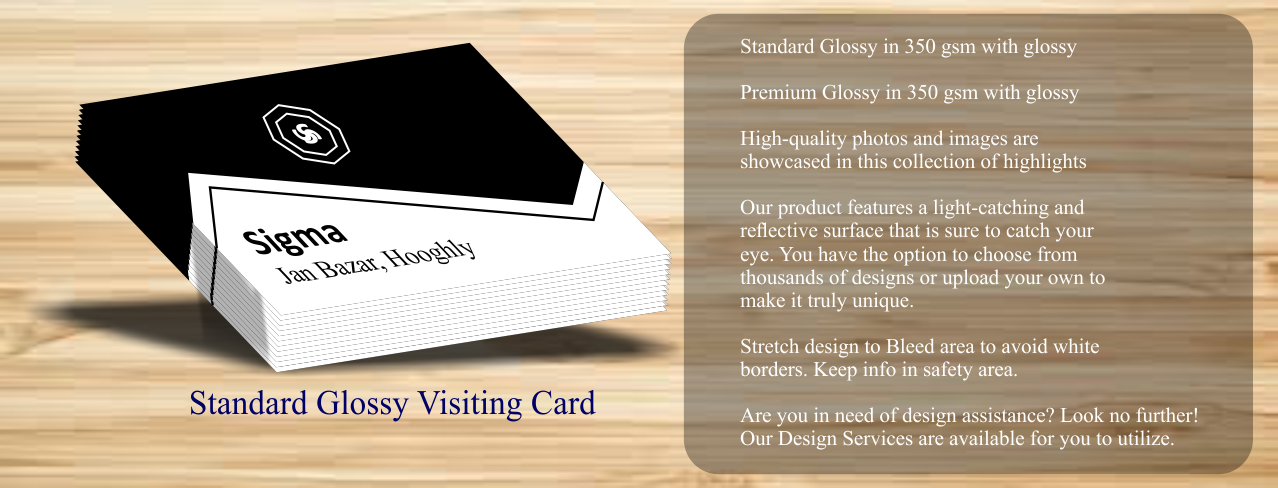 Sigma
Jan Bazar, Hooghly
Standard Glossy Visiting Card
Standard Glossy in 350 gsm with glossy
Premium Glossy in 350 gsm with glossy
High-quality photos and images are
showcased in this collection of highlights
Our product features a light-catching and
reflective surface that is sure to catch your
eye. You have the option to choose from
thousands of designs or upload your own to
make it truly unique.
Stretch design to Bleed area to avoid white
borders. Keep info in safety area.
Are you in need of design assistance? Look no further!
Our Design Services are available for you to utilize.